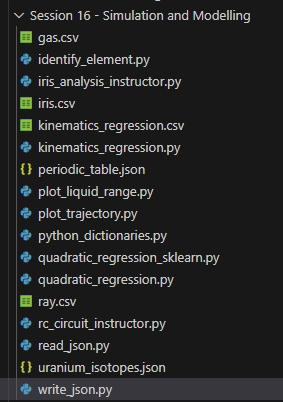 Session 16 - Simulation and Modelling
gas.csv
identify_element.py
iris_analysis_instructor.py
iris.csv
kinematics_regression.csv
kinematics_regression.py
periodic_table.json
plot_liquid_range.py
plot_trajectory.py
python_dictionaries.py
quadratic_regression_sklearn.py
quadratic_regression.py
ray.csv
rc_circuit_instructor.py
read_json.py
uranium_isotopes.json
write_json.py